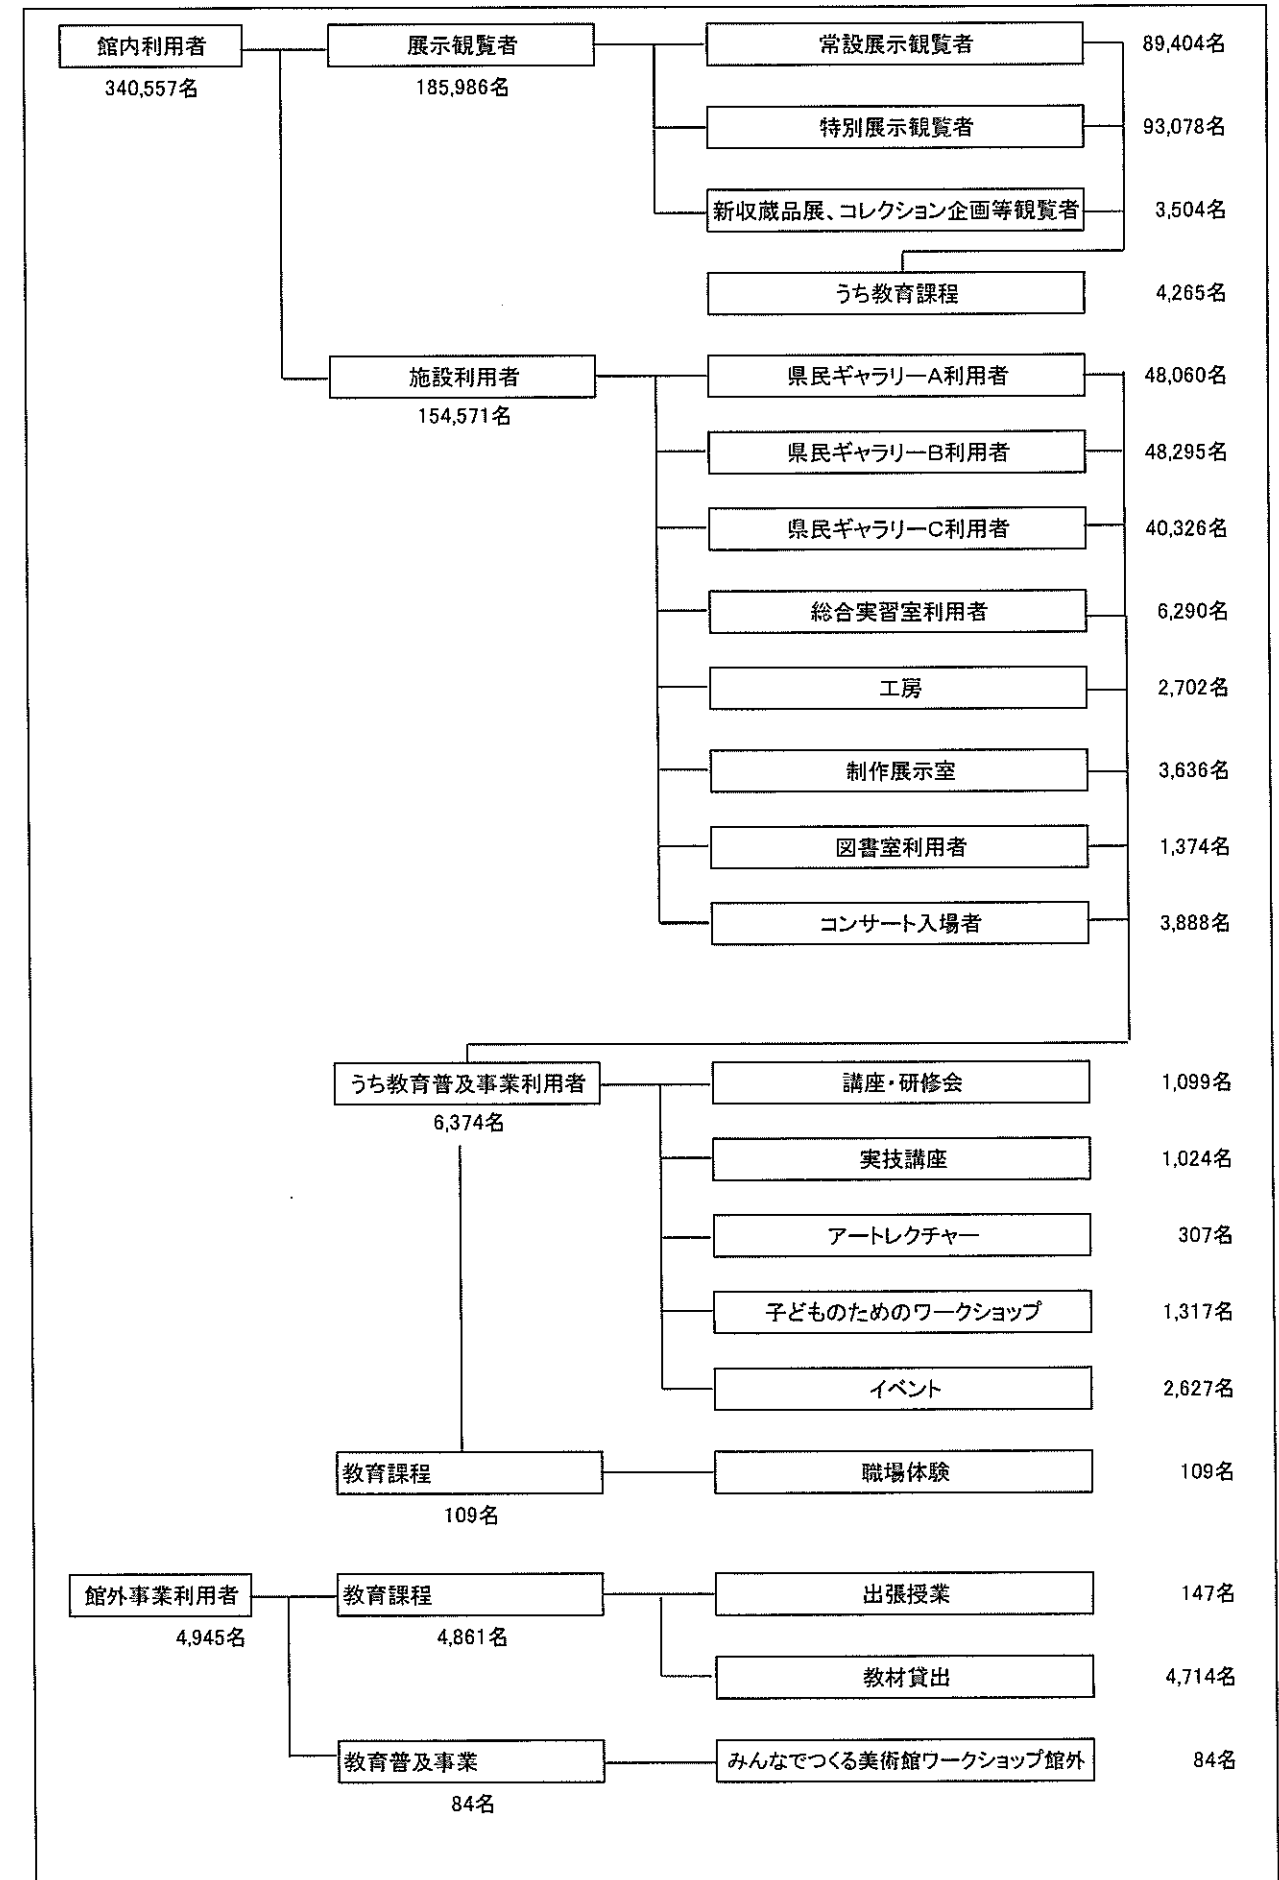 館内利用者 展示観覧者 常設展示観覧者 89,404名
340,557名 185,986名
特別展示観覧者 93,078名
新収蔵品展、コレクション企画等観覧者 3,504名
うち教育課程 4,265名
施設利用者 県民ギャラリーA利用者 48,060名
154,571名
県民ギャラリーB利用者 48,295名
県民ギャラリーC利用者 40,326名
総合実習室利用者 6,290名
工房 2,702名
制作展示室 3,636名
図書室利用者 1,374名
コンサート入場者 3,888名
うち教育普及事業利用者 講座・研修会 1,099名
6,374名
実技講座 1,024名
アートレクチャー 307名
子どものためのワークショップ 1,317名
イベント 2,627名
教育課程 職場体験 109名
109名
館外事業利用者 教育課程 出張授業 147名
4,945名 4,861名
教材貸出 4,714名
教育普及事業 みんなでつくる美術館ワークショップ館外 84名
84名